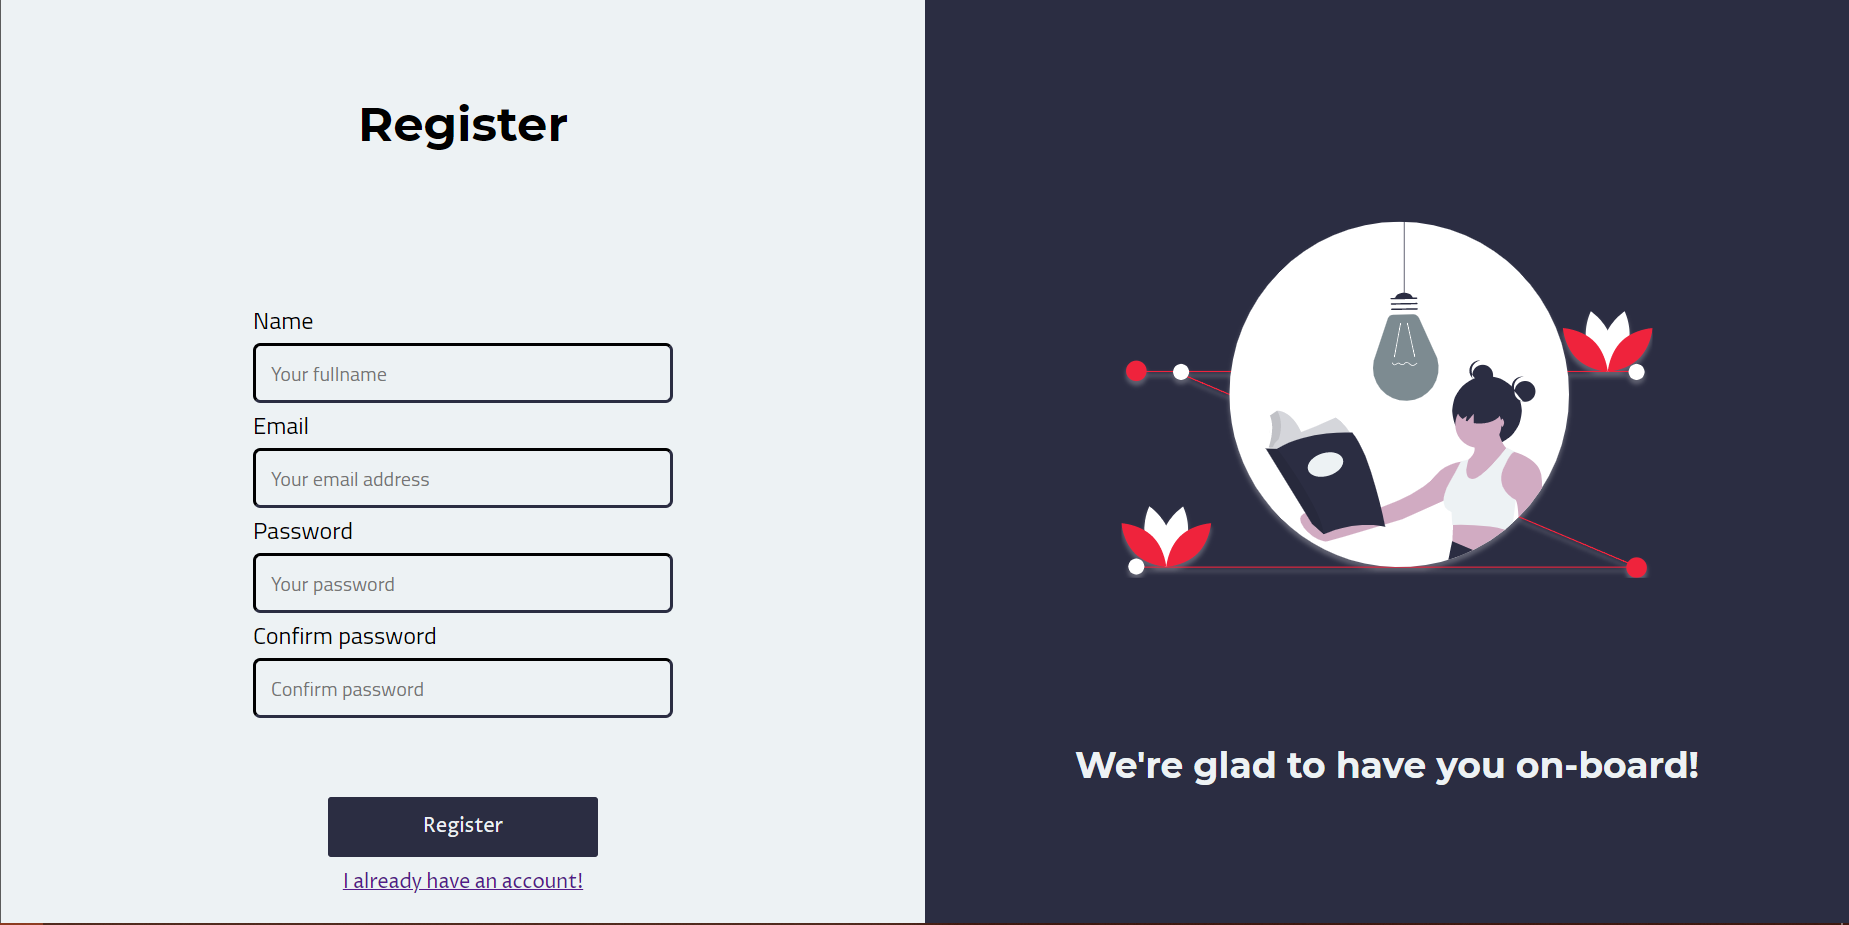 Register
Name
Your fullname
Email
Your email address
Password
Your password
Confirm password
Confirm password
Register
I already have an account!
We're glad to have you on-board!